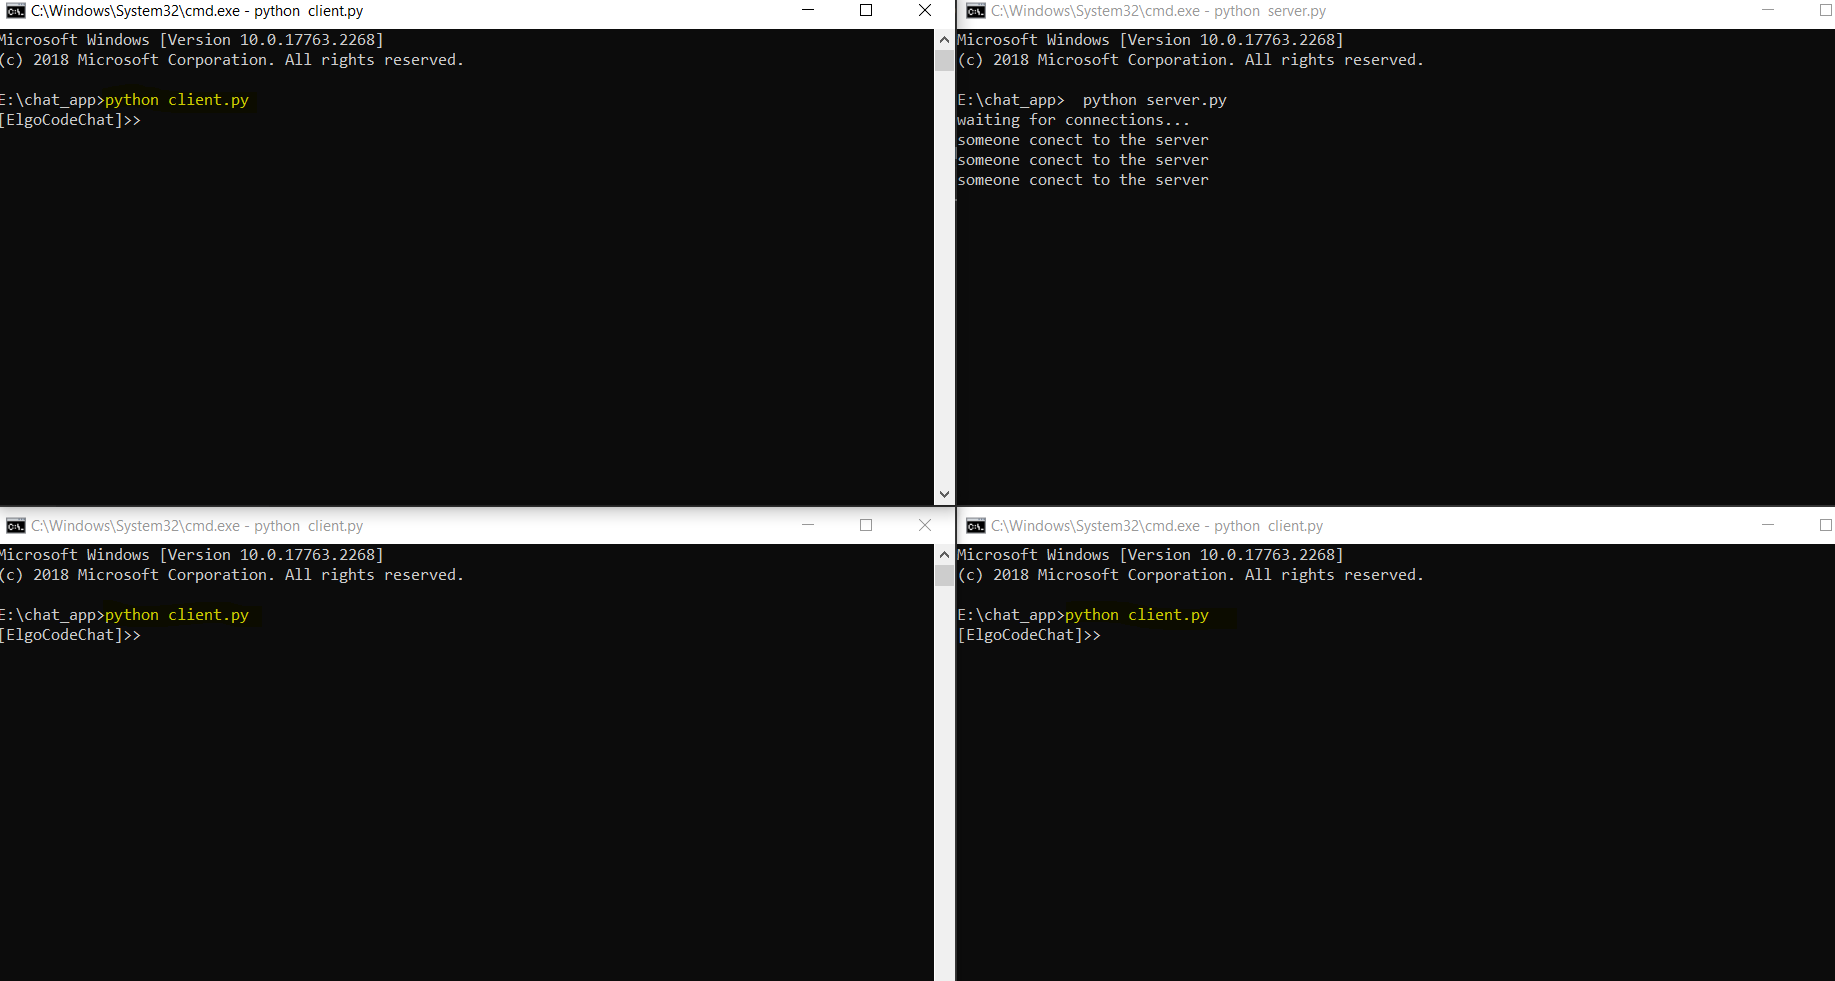 C:\Windows\System32\cmd.exe - python  client.py
Microsoft Windows [Version 10.0.17763.2268]
(c) 2018 Microsoft Corporation. All rights reserved.
E:\chat_app>python client.py
[ElgoCodeChat]>>
C:\Windows\System32\cmd.exe - python  server.py
Microsoft Windows [Version 10.0.17763.2268]
(c) 2018 Microsoft Corporation. All rights reserved.
E:\chat_app>  python server.py
waiting for connections...
someone conect to the server
someone conect to the server
someone conect to the server
C:\Windows\System32\cmd.exe - python  client.py
Microsoft Windows [Version 10.0.17763.2268]
(c) 2018 Microsoft Corporation. All rights reserved.
E:\chat_app>python client.py
[ElgoCodeChat]>>
C:\Windows\System32\cmd.exe - python  client.py
Microsoft Windows [Version 10.0.17763.2268]
(c) 2018 Microsoft Corporation. All rights reserved.
E:\chat_app>python client.py
[ElgoCodeChat]>>